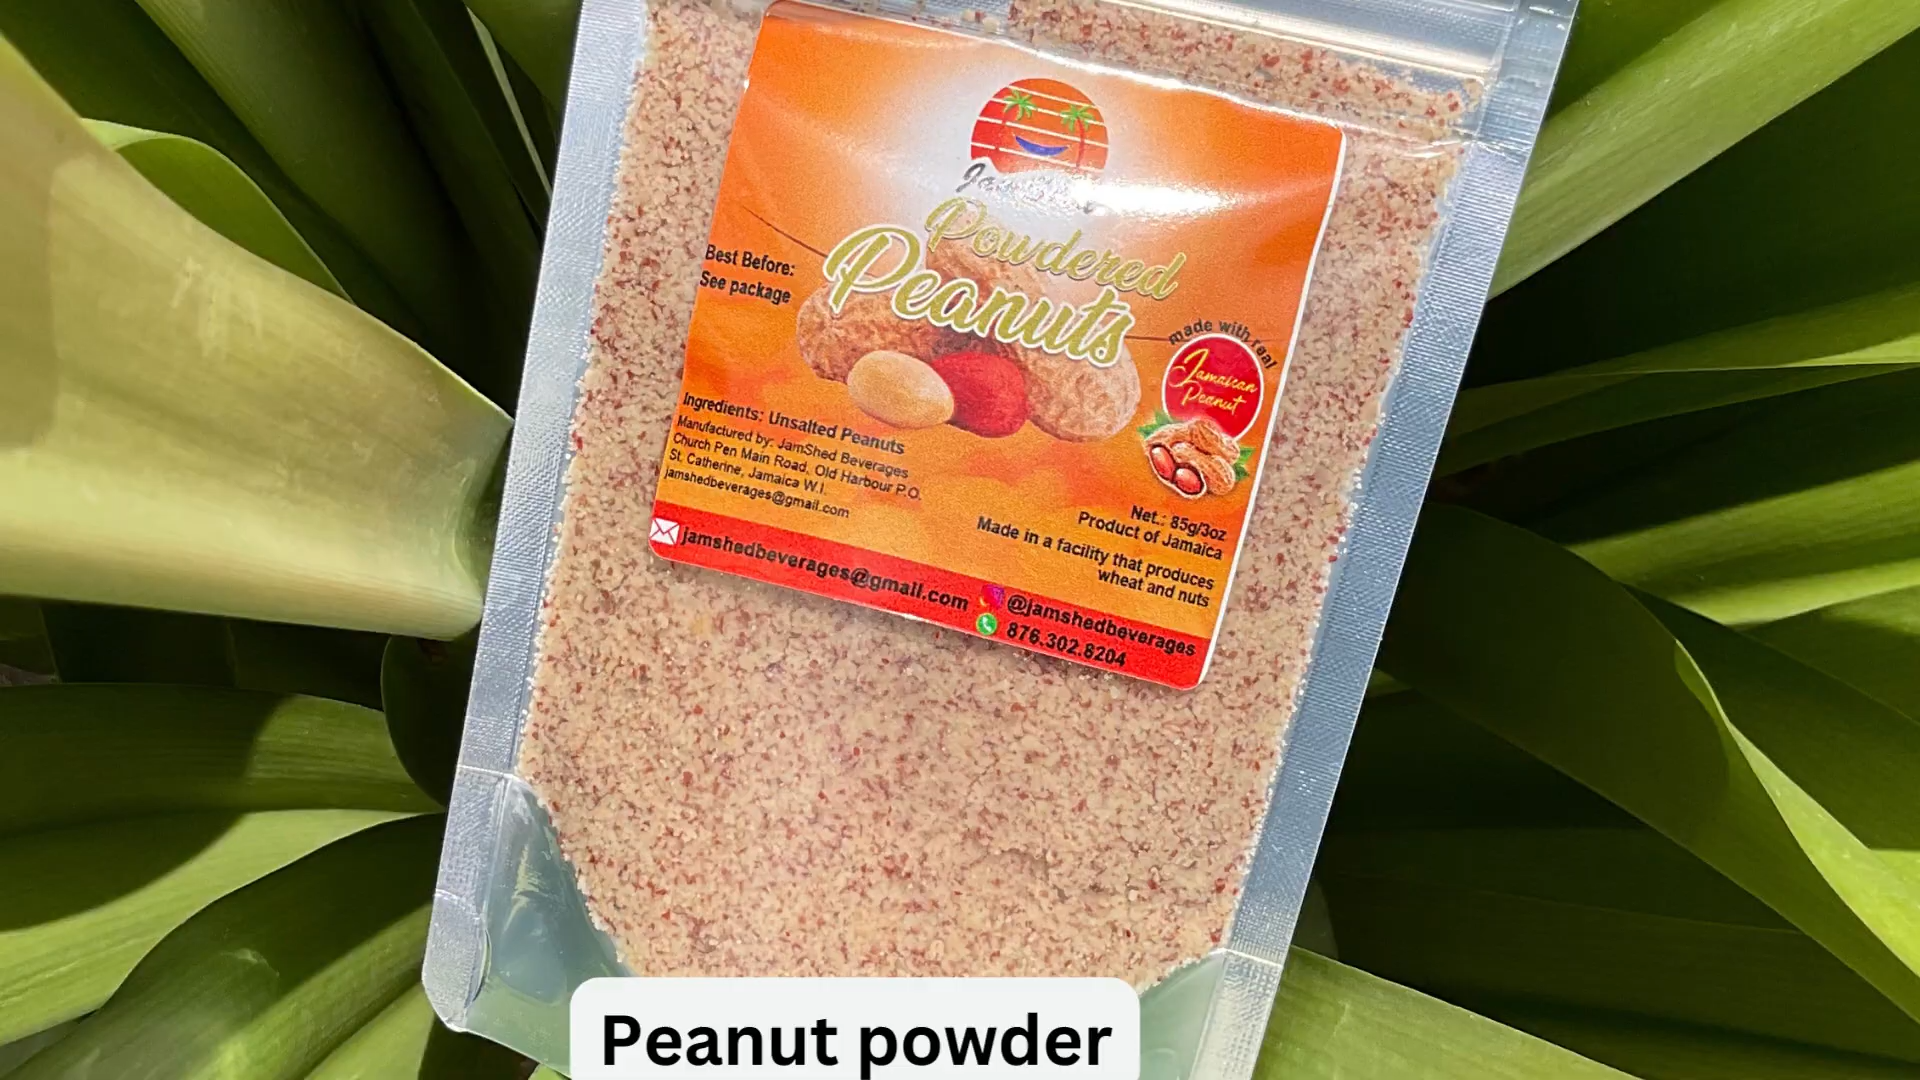 Powdered
Peanuts
Best Before:
See package
made with real
Jamaican
Peanut
Ingredients: Unsalted Peanuts
Manufactured by: JamShed Beverages
Church Pen Main Road, Old Harbour P.O.
St. Catherine, Jamaica W.I.
jamshedbeverages@gmail.com
Net.: 85g/3oz
Product of Jamaica
Made in a facility that produces
wheat and nuts
jamshedbeverages@gmail.com
@jamshedbeverages
876.302.8204
Peanut powder